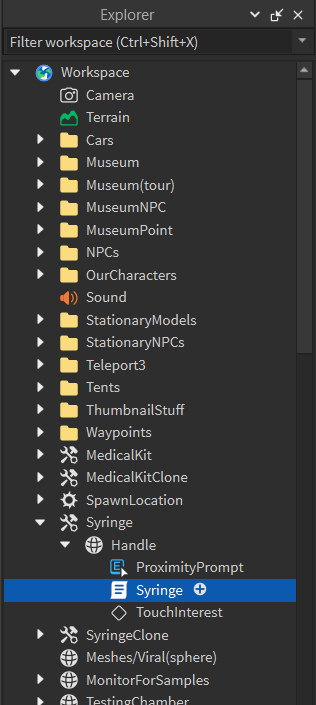 Explorer
Filter workspace (Ctrl+Shift+X)
Workspace
Camera
Terrain
Cars
Museum
Museum(tour)
MuseumNPC
MuseumPoint
NPCs
OurCharacters
Sound
StationaryModels
StationaryNPCs
Teleport3
Tents
ThumbnailStuff
Waypoints
MedicalKit
MedicalKitClone
SpawnLocation
Syringe
Handle
ProximityPrompt
Syringe
TouchInterest
SyringeClone
Meshes/Viral(sphere)
MonitorForSamples
TestingChamber